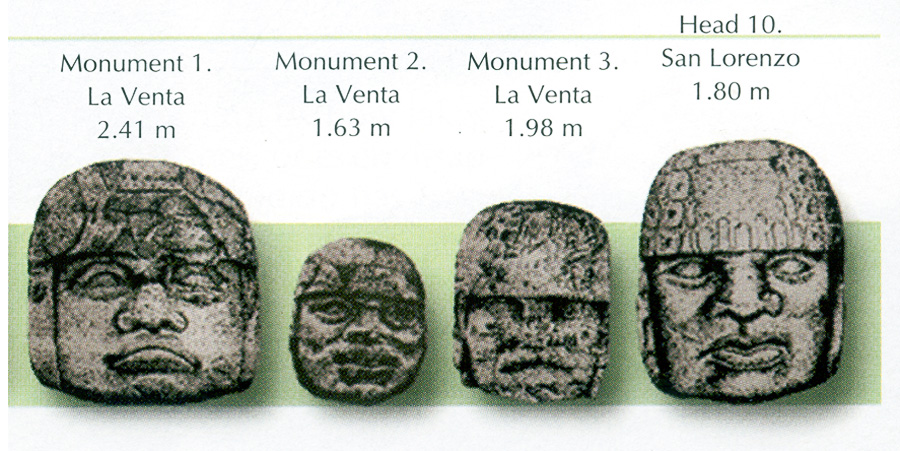 Monument 1.
La Venta
2.41 m
Monument 2.
La Venta
1.63 m
Monument 3.
La Venta
1.98 m
Head 10.
San Lorenzo
1.80 m